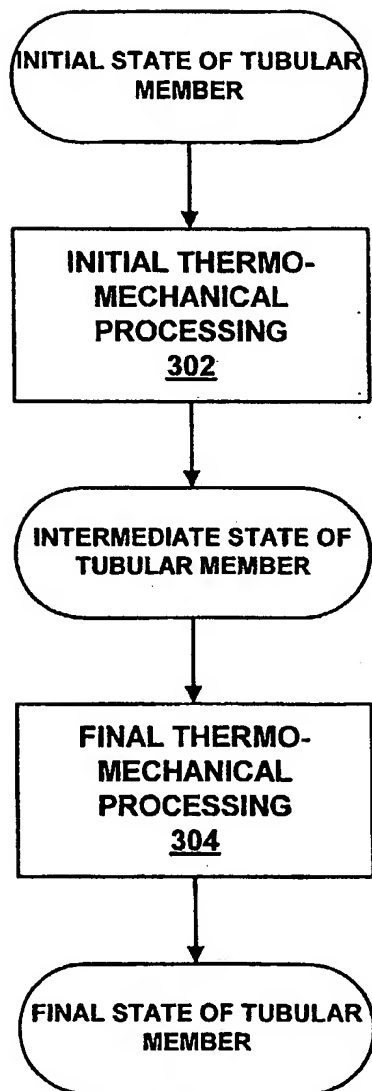 INITIAL STATE OF TUBULAR
MEMBER
INITIAL THERMO-
MECHANICAL
PROCESSING
302
INTERMEDIATE STATE OF
TUBULAR MEMBER
FINAL THERMO-
MECHANICAL
PROCESSING
304
FINAL STATE OF TUBULAR
MEMBER